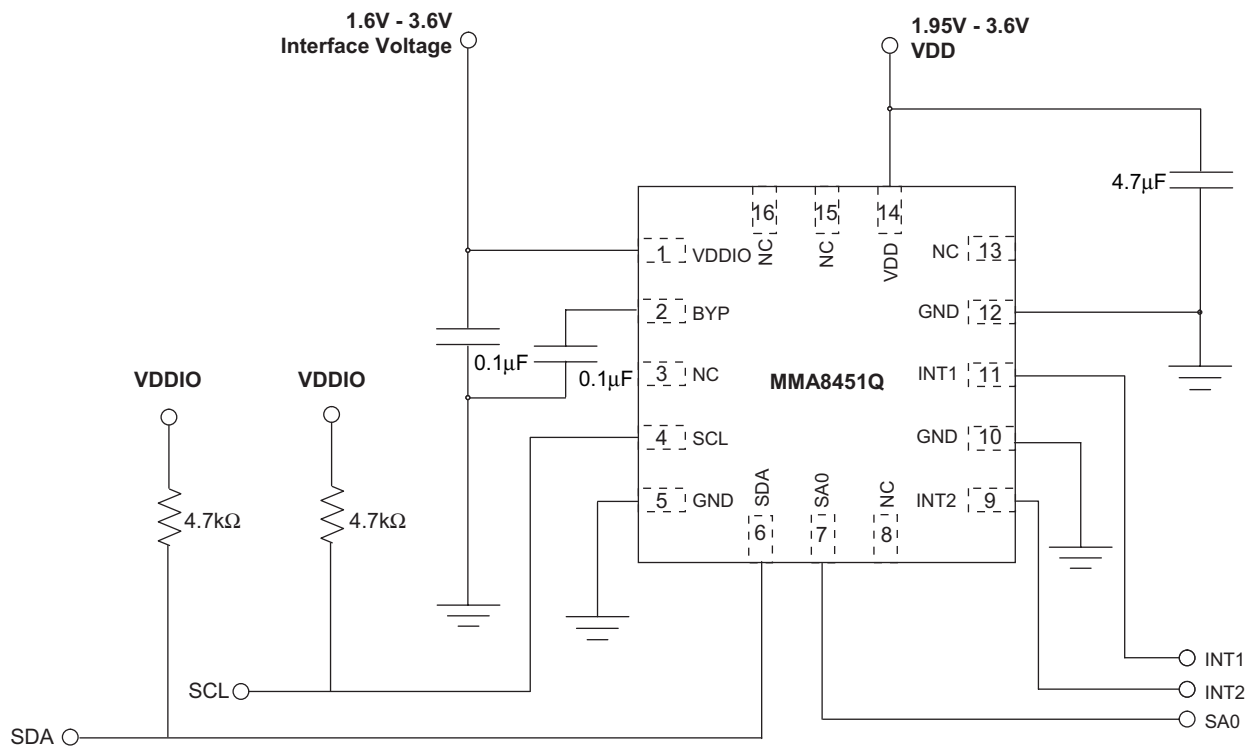 1.6V - 3.6V
Interface Voltage
1.95V - 3.6V
VDD
4.7μF
16
NC
15
NC
14
VDD
1
VDDIO
NC
13
2
BYP
GND
12
0.1μF
0.1μF
3
NC
MMA8451Q
INT1
11
VDDIO
VDDIO
4
SCL
GND
10
5
GND
SDA
6
SA0
7
NC
8
INT2
9
4.7kΩ
4.7kΩ
INT1
SCL
INT2
SA0
SDA